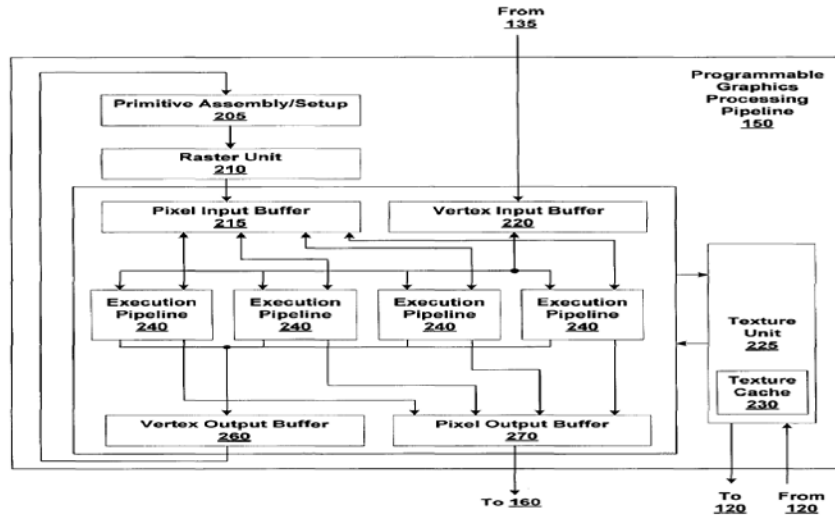 From
135
Programmable
Graphics
Processing
Pipeline
150
Primitive Assembly/Setup
205
Raster Unit
210
Pixel Input Buffer
215
Vertex Input Buffer
220
Execution
Pipeline
240
Execution
Pipeline
240
Execution
Pipeline
240
Execution
Pipeline
240
Texture
Unit
225
Texture
Cache
230
Vertex Output Buffer
260
Pixel Output Buffer
270
To 160
To
120
From
120